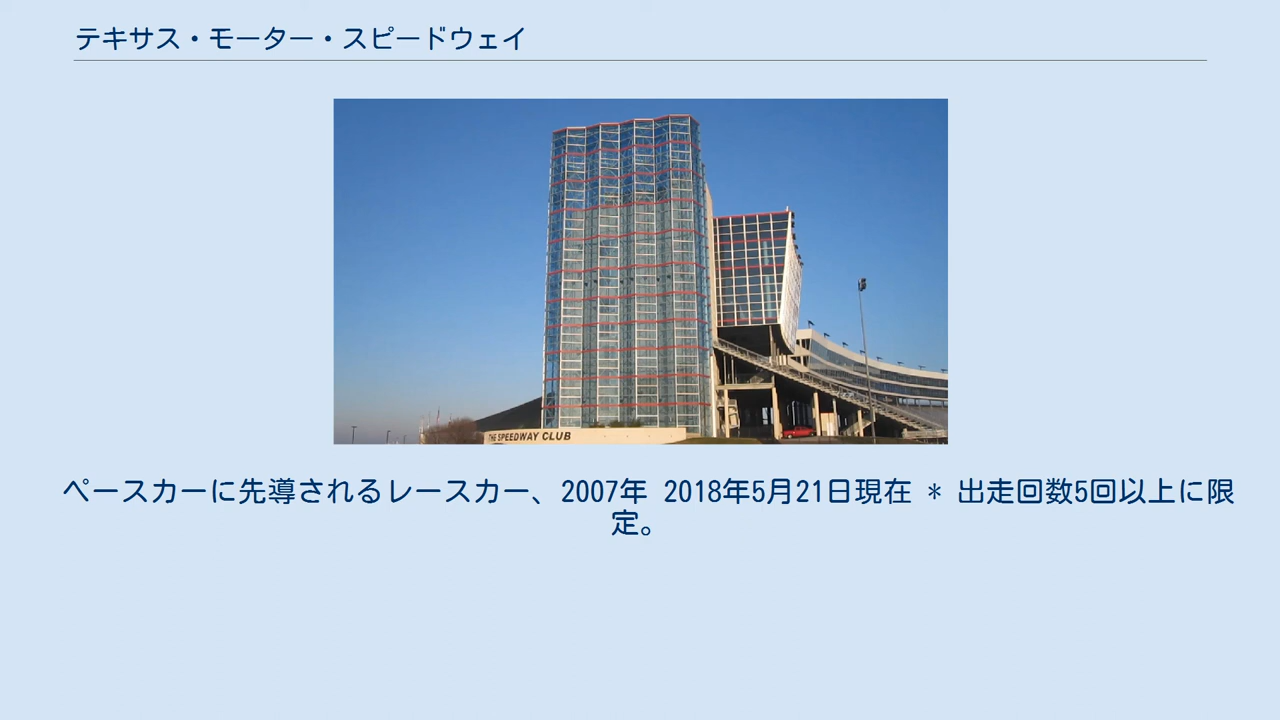 テキサス・モーター・スピードウェイ
THE SPEEDWAY CLUB
ペースカーに先導されるレースカー、2007年 2018年5月21日現在 * 出走回数5回以上に限
定。